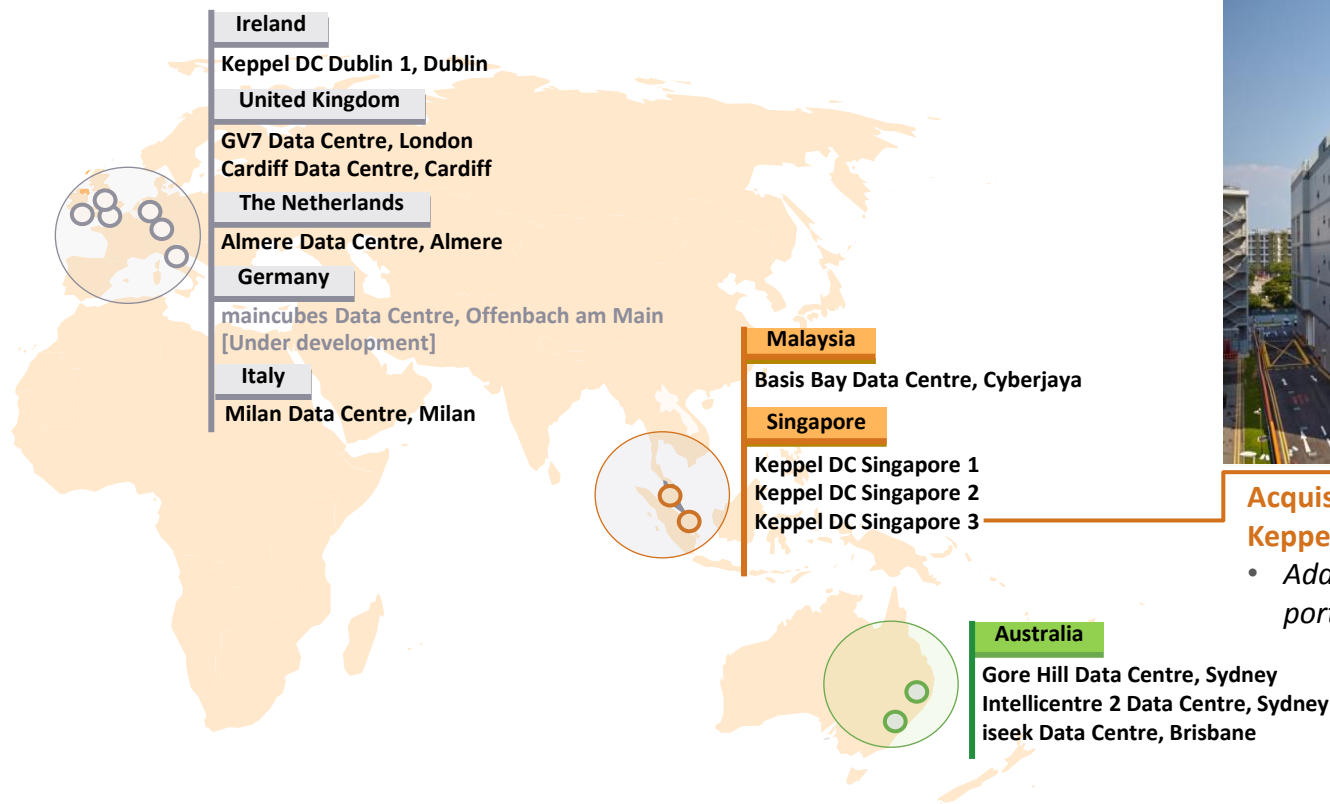 Ireland
Keppel DC Dublin 1, Dublin
United Kingdom
GV7 Data Centre, London
Cardiff Data Centre, Cardiff
The Netherlands
Almere Data Centre, Almere
Germany
maincubes Data Centre, Offenbach am Main
[Under development]
Italy
Milan Data Centre, Milan
Malaysia
Basis Bay Data Centre, Cyberjaya
Singapore
Keppel DC Singapore 1
Keppel DC Singapore 2
Keppel DC Singapore 3
Australia
Gore Hill Data Centre, Sydney
Intellicentre 2 Data Centre, Sydney
iseek Data Centre, Brisbane